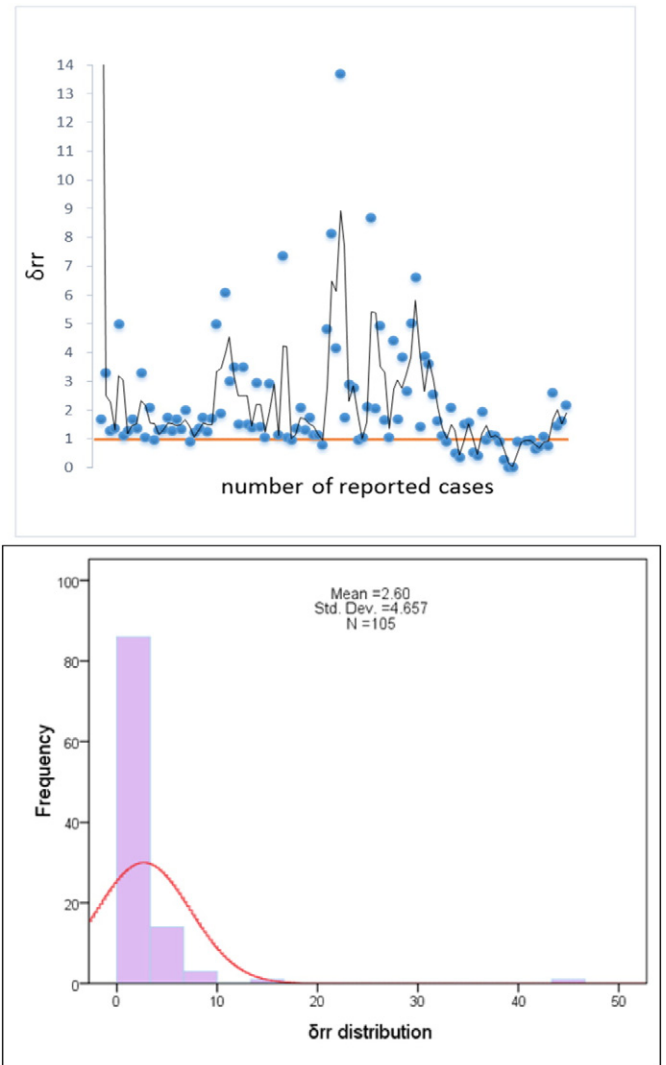 14
13
12
11
10
9
8
7
6
5
4
3
2
1
0
δrr
number of reported cases
Mean =2.60
Std. Dev. =4.657
N =105
100
80
60
40
20
0
Frequency
0 10 20 30 40 50
δrr distribution